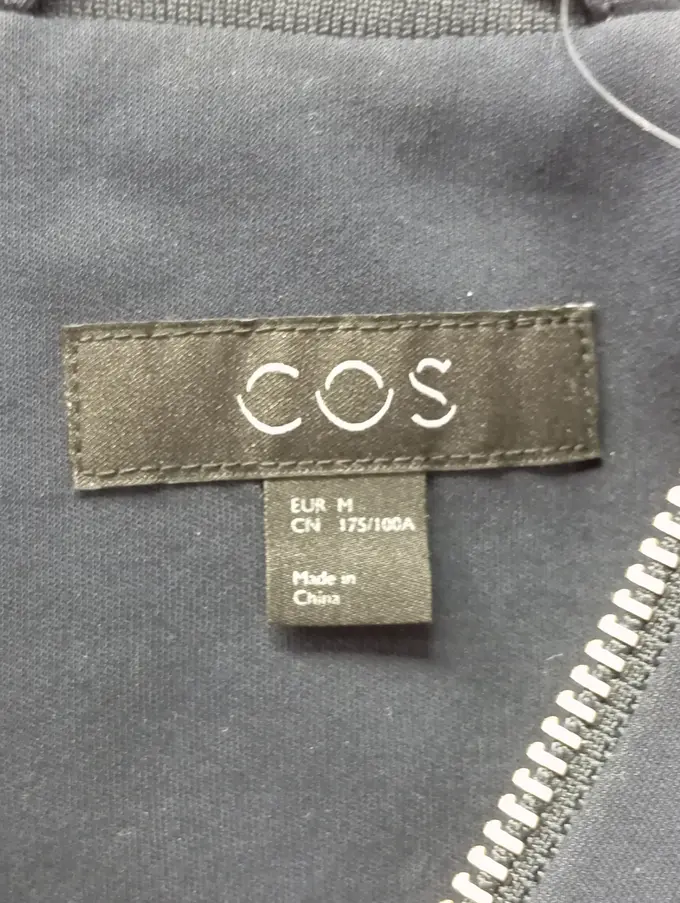 COS
EUR M
CN 175/100A
Made in
China